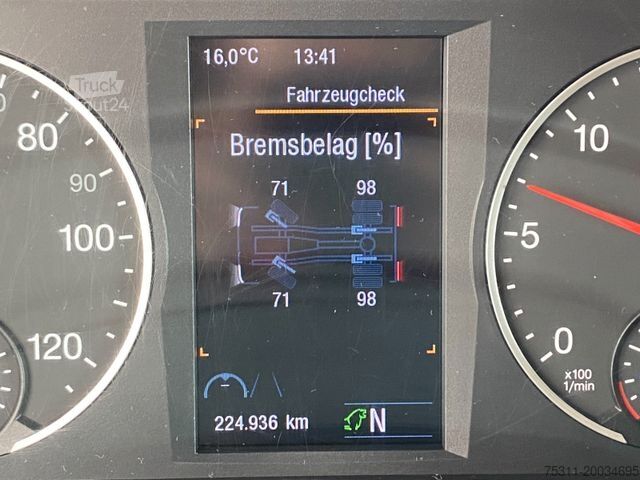 16,0°C 13:41
Fahrzeugcheck
Bremsbelag [%]
71 98
71 98
224.936 km N
80
90
100
120
10
5
0
x100
1/min
Truck
Scout24
75311-20034695